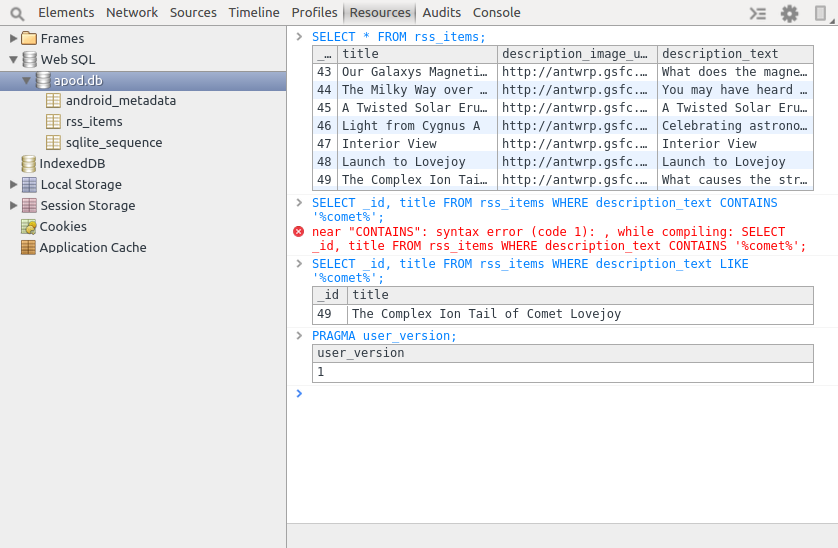 Elements Network Sources Timeline Profiles Resources Audits Console
Frames
Web SQL
apod.db
android_metadata
rss_items
sqlite_sequence
IndexedDB
Local Storage
Session Storage
Cookies
Application Cache
> SELECT * FROM rss_items;
_… title description_image_u… description_text
43 Our Galaxys Magneti… http://antwrp.gsfc.… What does the magne…
44 The Milky Way over … http://antwrp.gsfc.… You may have heard …
45 A Twisted Solar Eru… http://antwrp.gsfc.… A Twisted Solar Eru…
46 Light from Cygnus A http://antwrp.gsfc.… Celebrating astrono…
47 Interior View http://antwrp.gsfc.… Interior View
48 Launch to Lovejoy http://antwrp.gsfc.… Launch to Lovejoy
49 The Complex Ion Tai… http://antwrp.gsfc.… What causes the str…
> SELECT _id, title FROM rss_items WHERE description_text CONTAINS
'%comet%';
near "CONTAINS": syntax error (code 1): , while compiling: SELECT
_id, title FROM rss_items WHERE description_text CONTAINS '%comet%';
> SELECT _id, title FROM rss_items WHERE description_text LIKE
'%comet%';
_id title
49 The Complex Ion Tail of Comet Lovejoy
> PRAGMA user_version;
user_version
1
>